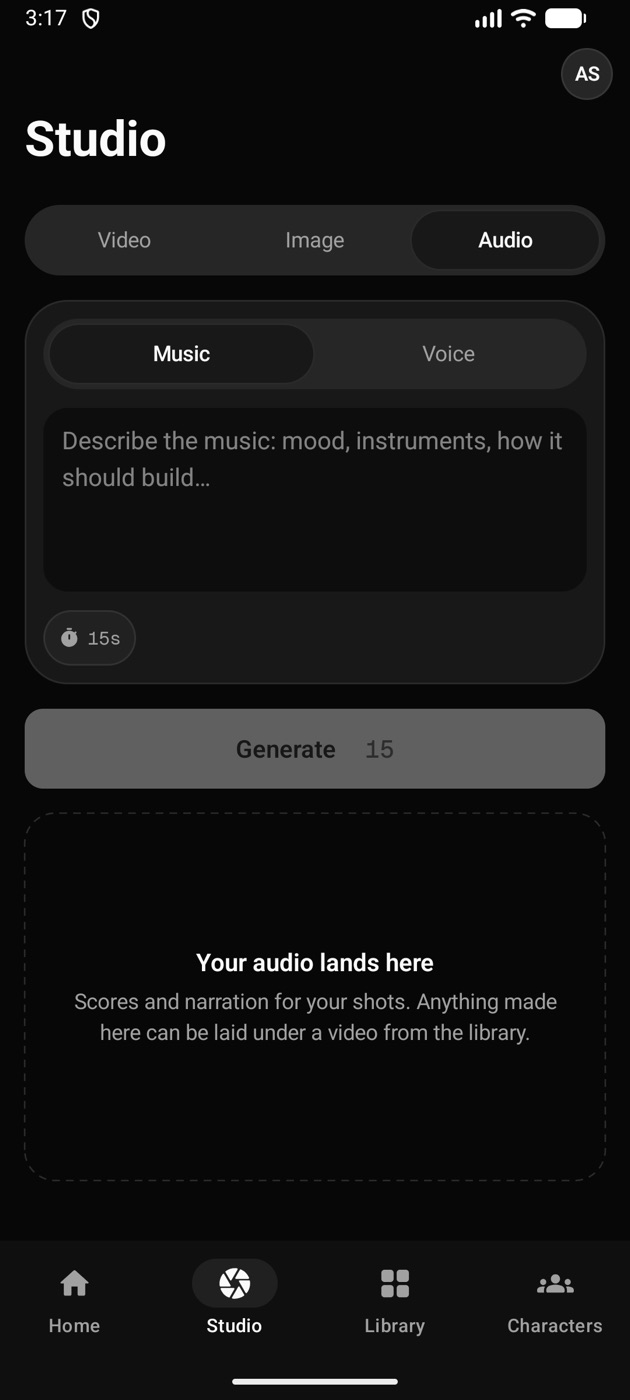 3:17
AS
Studio
Video
Image
Audio
Music
Voice
Describe the music: mood, instruments, how it
should build…
15s
Generate 15
Your audio lands here
Scores and narration for your shots. Anything made
here can be laid under a video from the library.
Home
Studio
Library
Characters